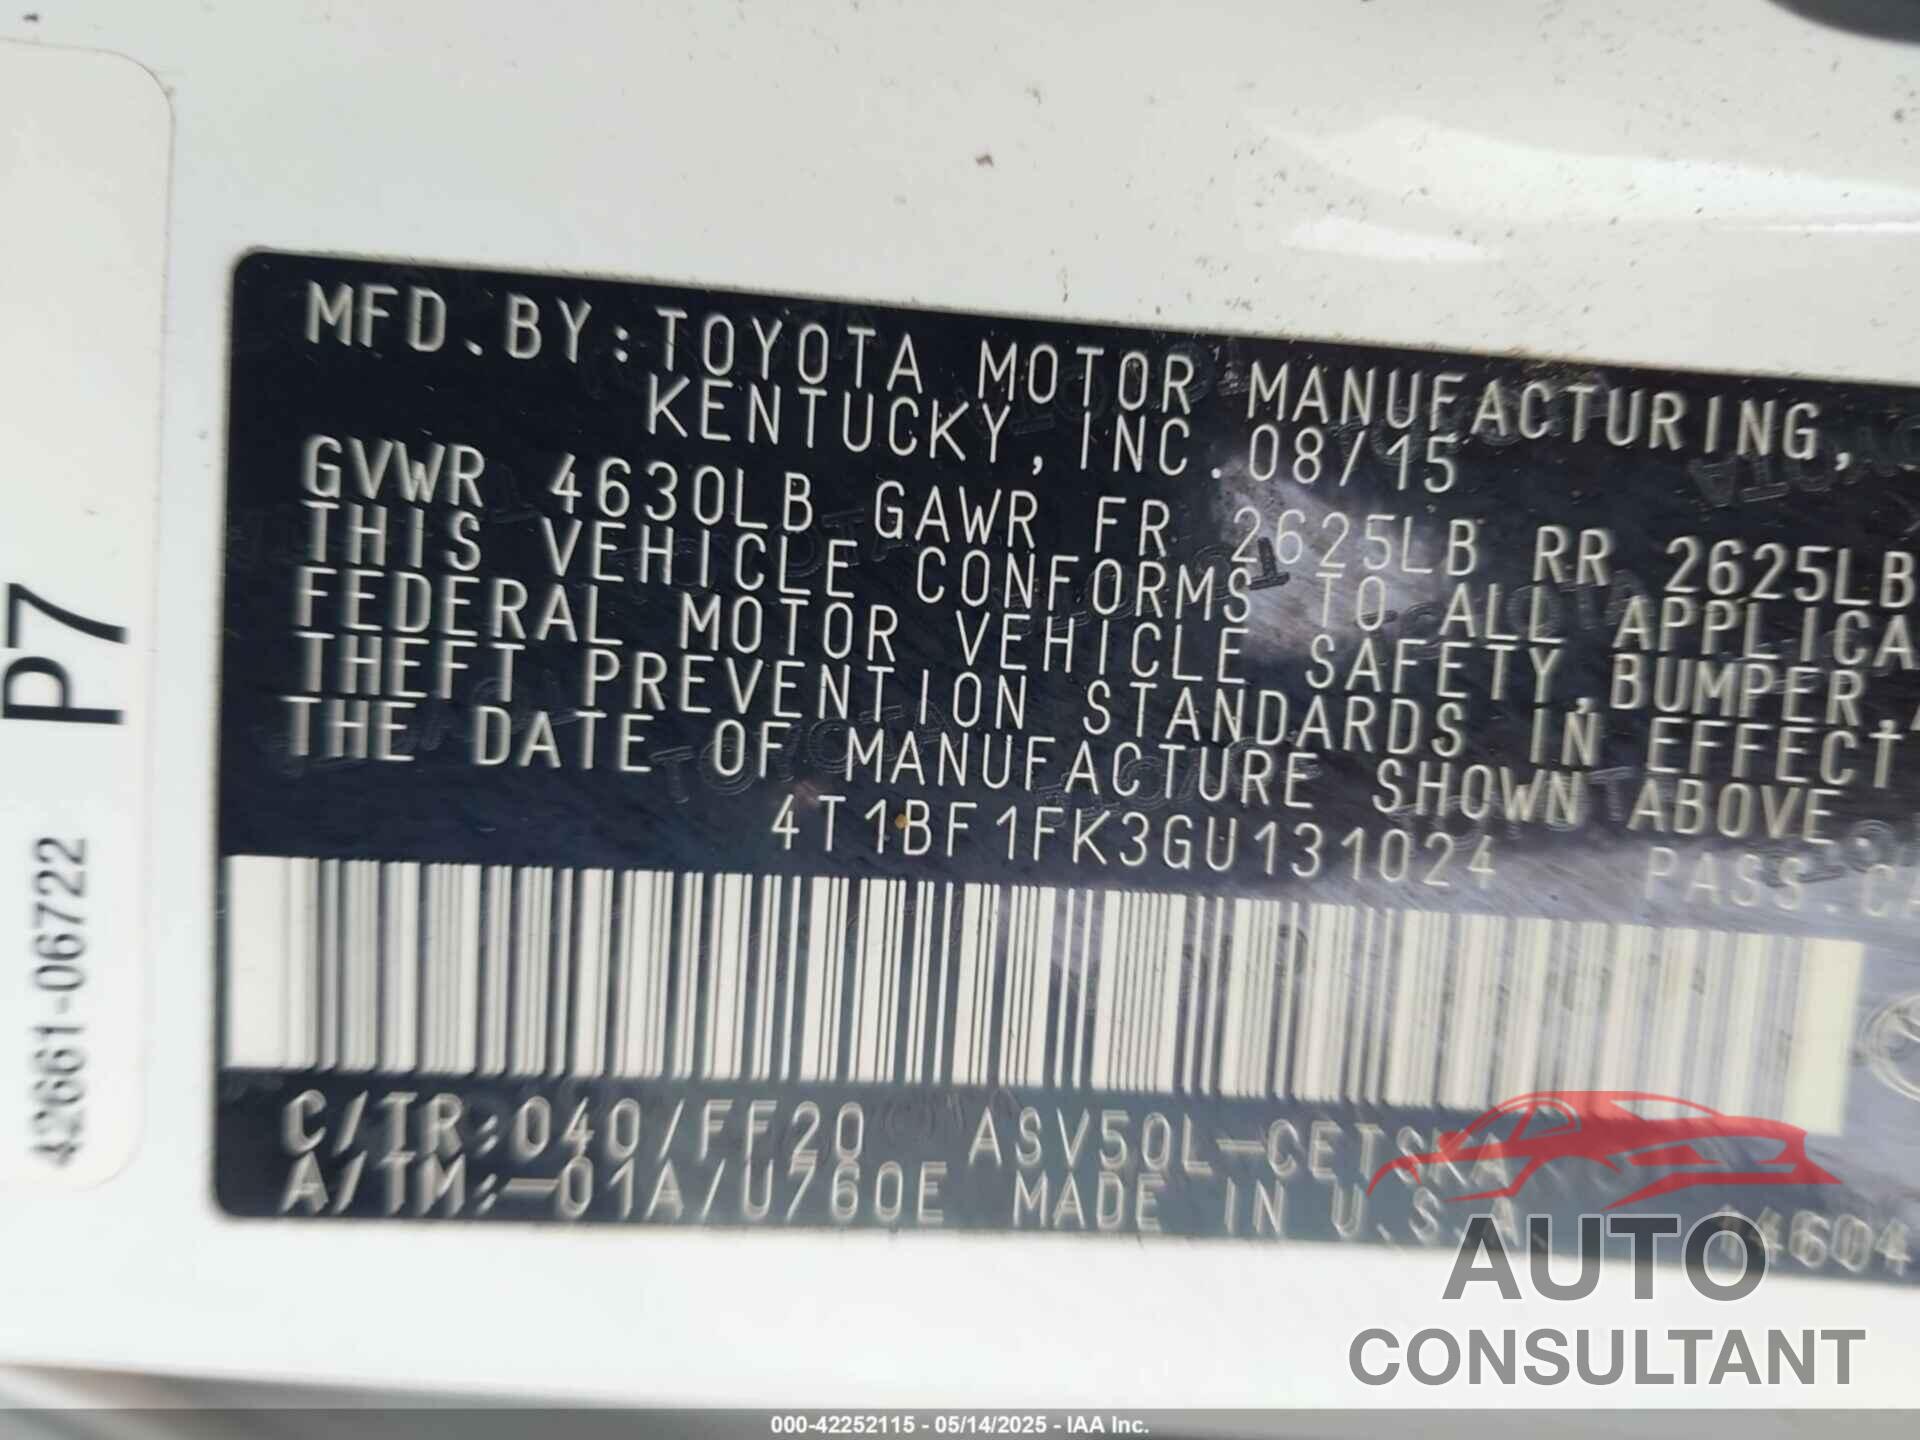 MFD.BY:TOYOTA MOTOR MANUFACTURING,
KENTUCKY, INC. 08/15
GVWR 4630LB GAWR FR 2625LB RR 2625LB
THIS VEHICLE CONFORMS TO ALL APPLICA
FEDERAL MOTOR VEHICLE SAFETY, BUMPER,
THEFT PREVENTION STANDARDS IN EFFECT
THE DATE OF MANUFACTURE SHOWN ABOVE.
4T1BF1FK3GU131024 PASS.CA
C/TR:040/FF20 ASV50L-CETSKA
A/TM:-01A/U760E MADE IN U.S.A. 14604
P7
42661-06722
AUTO
CONSULTANT
000-42252115 - 05/14/2025 - IAA Inc.